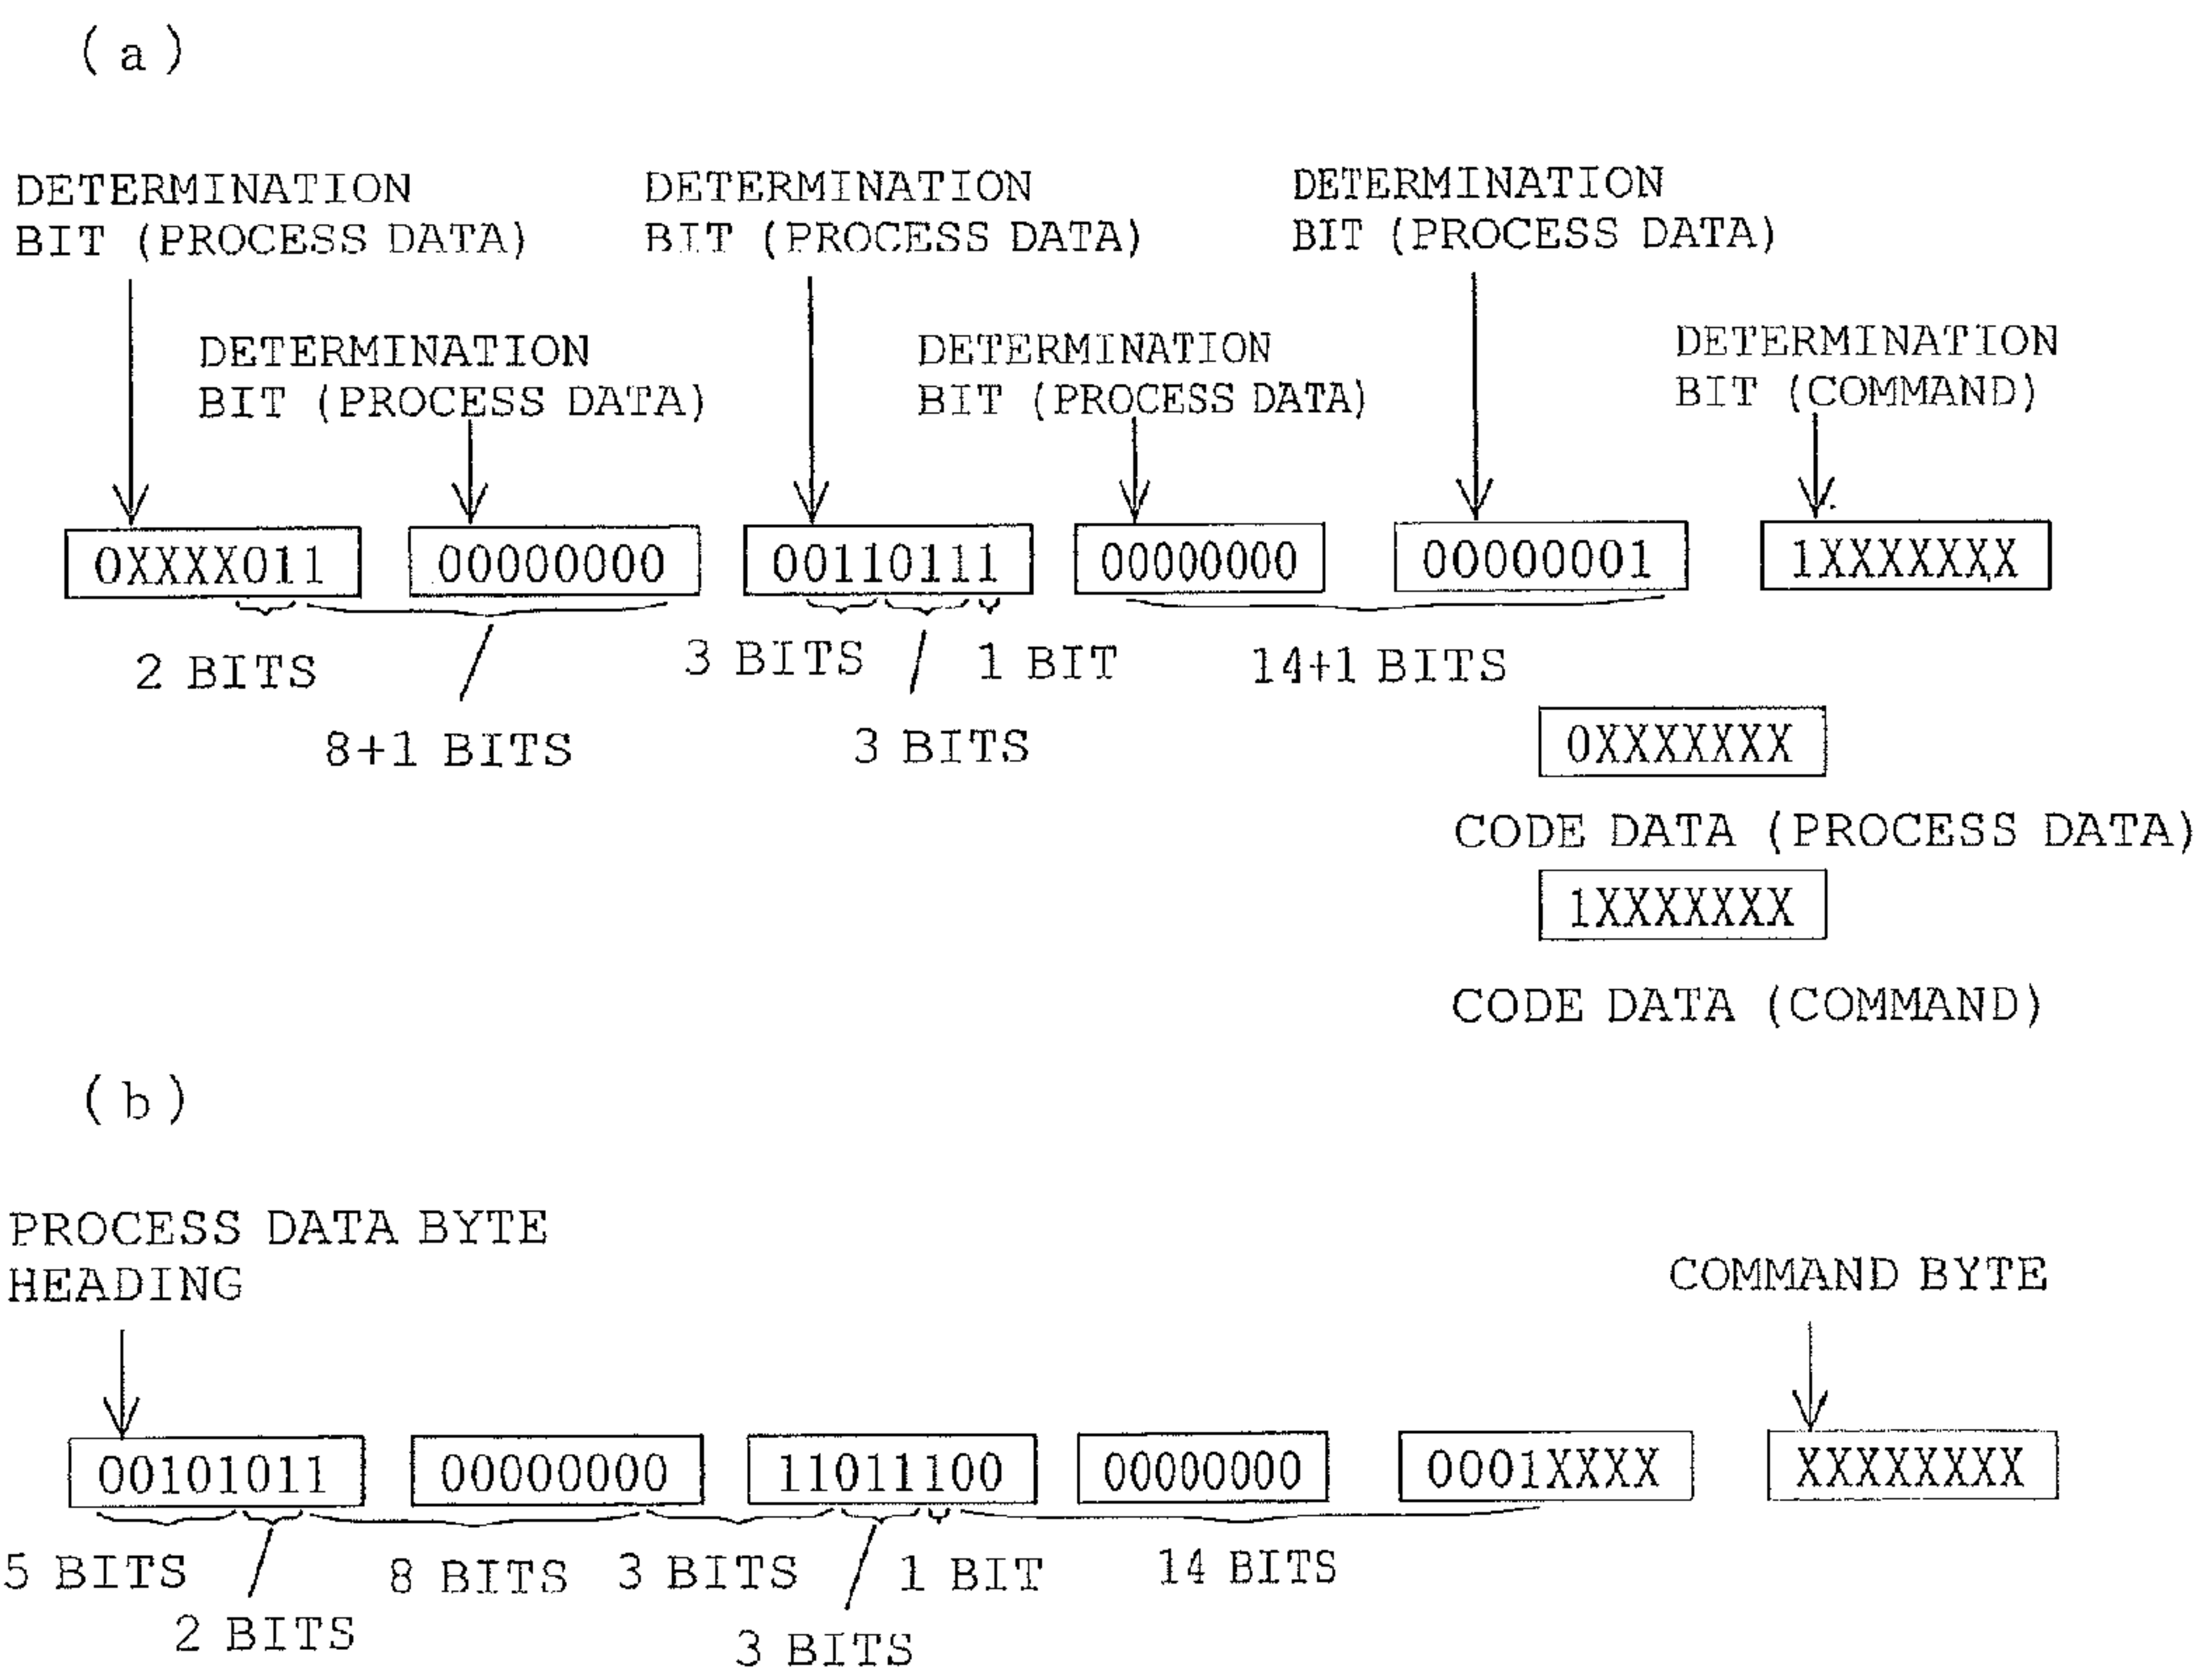 (a)
DETERMINATION
BIT (PROCESS DATA)
DETERMINATION
BIT (PROCESS DATA)
DETERMINATION
BIT (PROCESS DATA)
DETERMINATION
BIT (PROCESS DATA)
DETERMINATION
BIT (PROCESS DATA)
DETERMINATION
BIT (COMMAND)
0XXXX011 00000000 00110111 00000000 00000001 1XXXXXXX
2 BITS 3 BITS 1 BIT 14+1 BITS
8+1 BITS 3 BITS
0XXXXXXX
CODE DATA (PROCESS DATA)
1XXXXXXX
CODE DATA (COMMAND)
(b)
PROCESS DATA BYTE
HEADING
COMMAND BYTE
00101011 00000000 11011100 00000000 0001XXXX XXXXXXXX
5 BITS 8 BITS 3 BITS 1 BIT 14 BITS
2 BITS 3 BITS